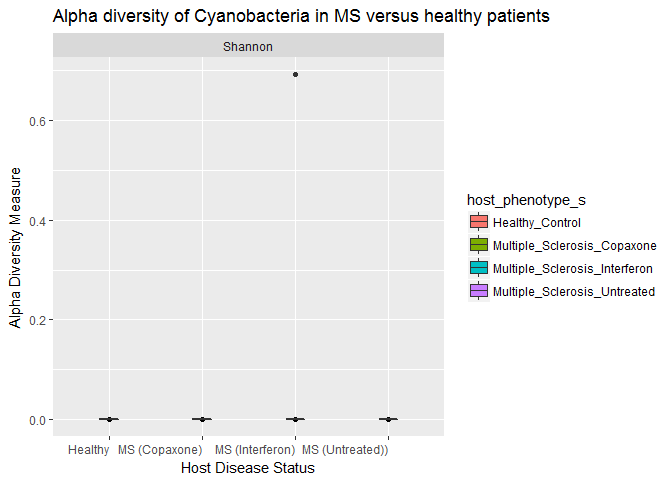 Alpha diversity of Cyanobacteria in MS versus healthy patients
Shannon
Alpha Diversity Measure
0.6
0.4
0.2
0.0
Healthy MS (Copaxone) MS (Interferon) MS (Untreated))
Host Disease Status
host_phenotype_s
Healthy_Control
Multiple_Sclerosis_Copaxone
Multiple_Sclerosis_Interferon
Multiple_Sclerosis_Untreated